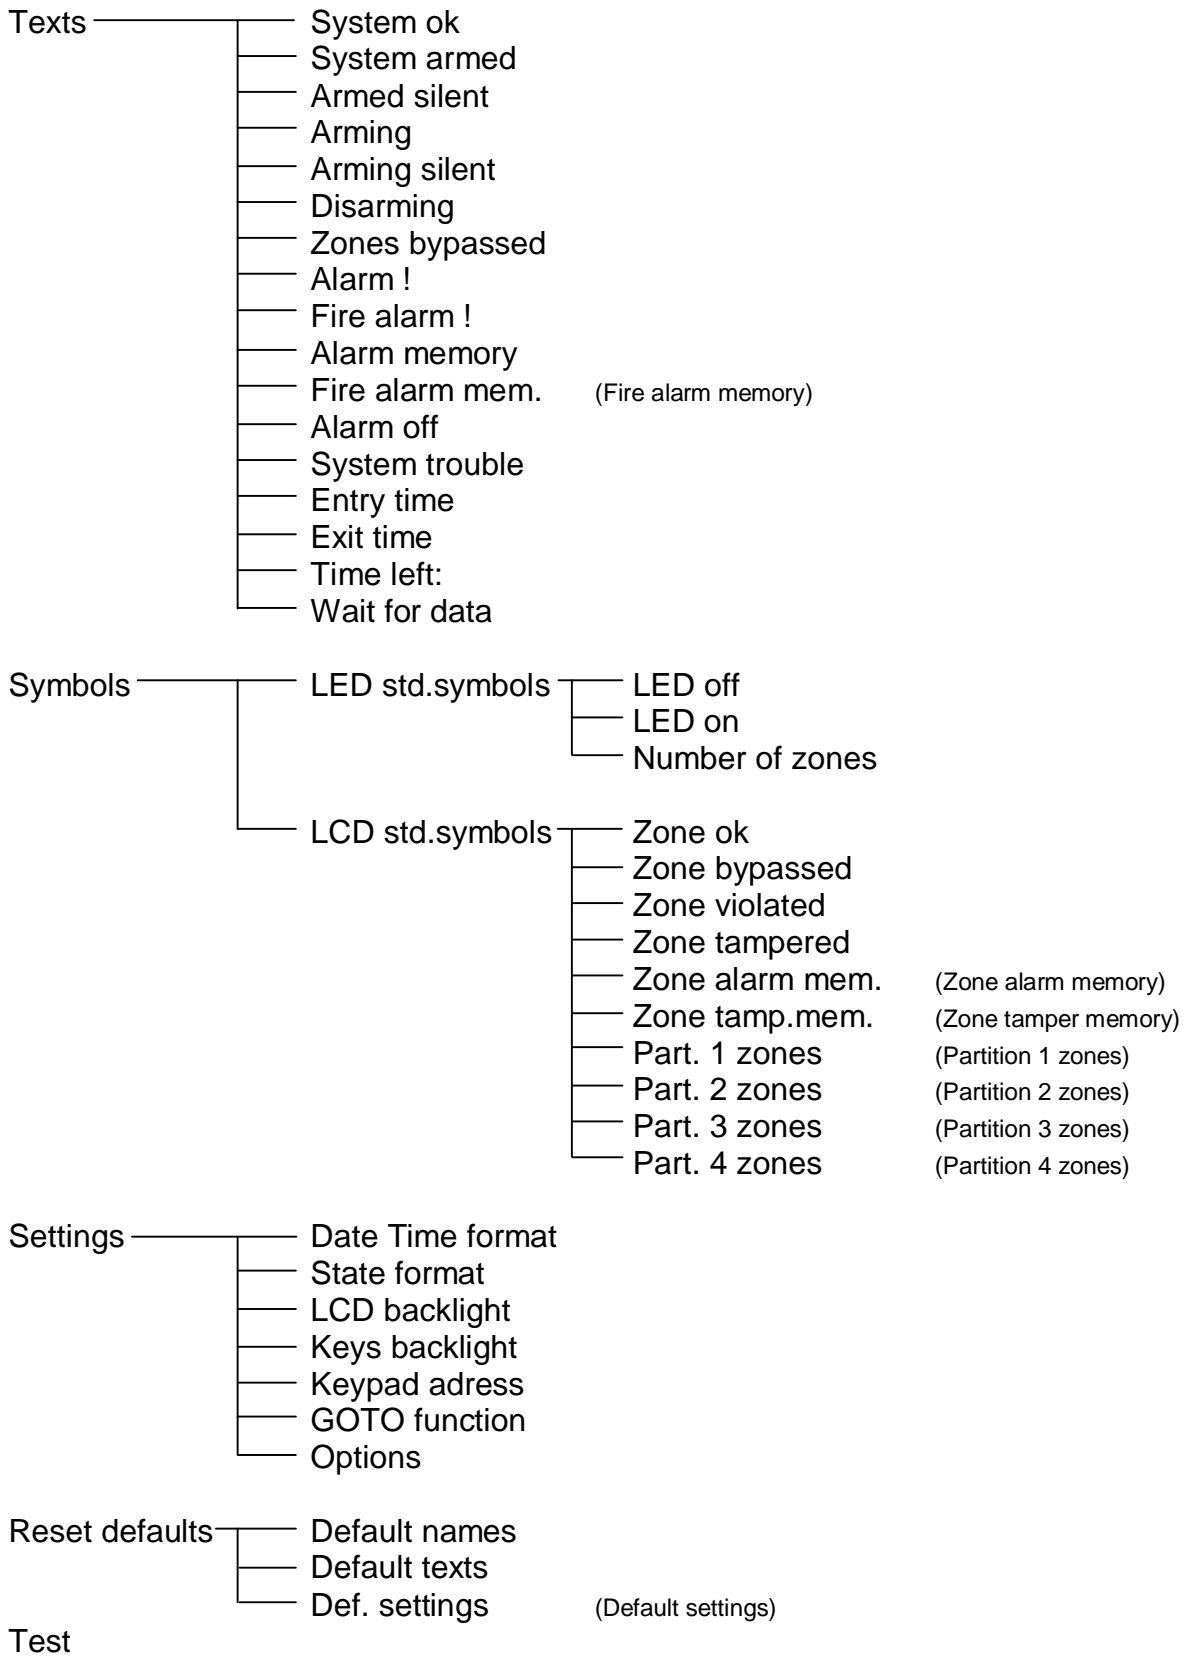 Texts System ok
System armed
Armed silent
Arming
Arming silent
Disarming
Zones bypassed
Alarm !
Fire alarm !
Alarm memory
Fire alarm mem. (Fire alarm memory)
Alarm off
System trouble
Entry time
Exit time
Time left:
Wait for data
Symbols LED std.symbols LED off
LED on
Number of zones
LCD std.symbols Zone ok
Zone bypassed
Zone violated
Zone tampered
Zone alarm mem. (Zone alarm memory)
Zone tamp.mem. (Zone tamper memory)
Part. 1 zones (Partition 1 zones)
Part. 2 zones (Partition 2 zones)
Part. 3 zones (Partition 3 zones)
Part. 4 zones (Partition 4 zones)
Settings Date Time format
State format
LCD backlight
Keys backlight
Keypad adress
GOTO function
Options
Reset defaults Default names
Default texts
Def. settings (Default settings)
Test